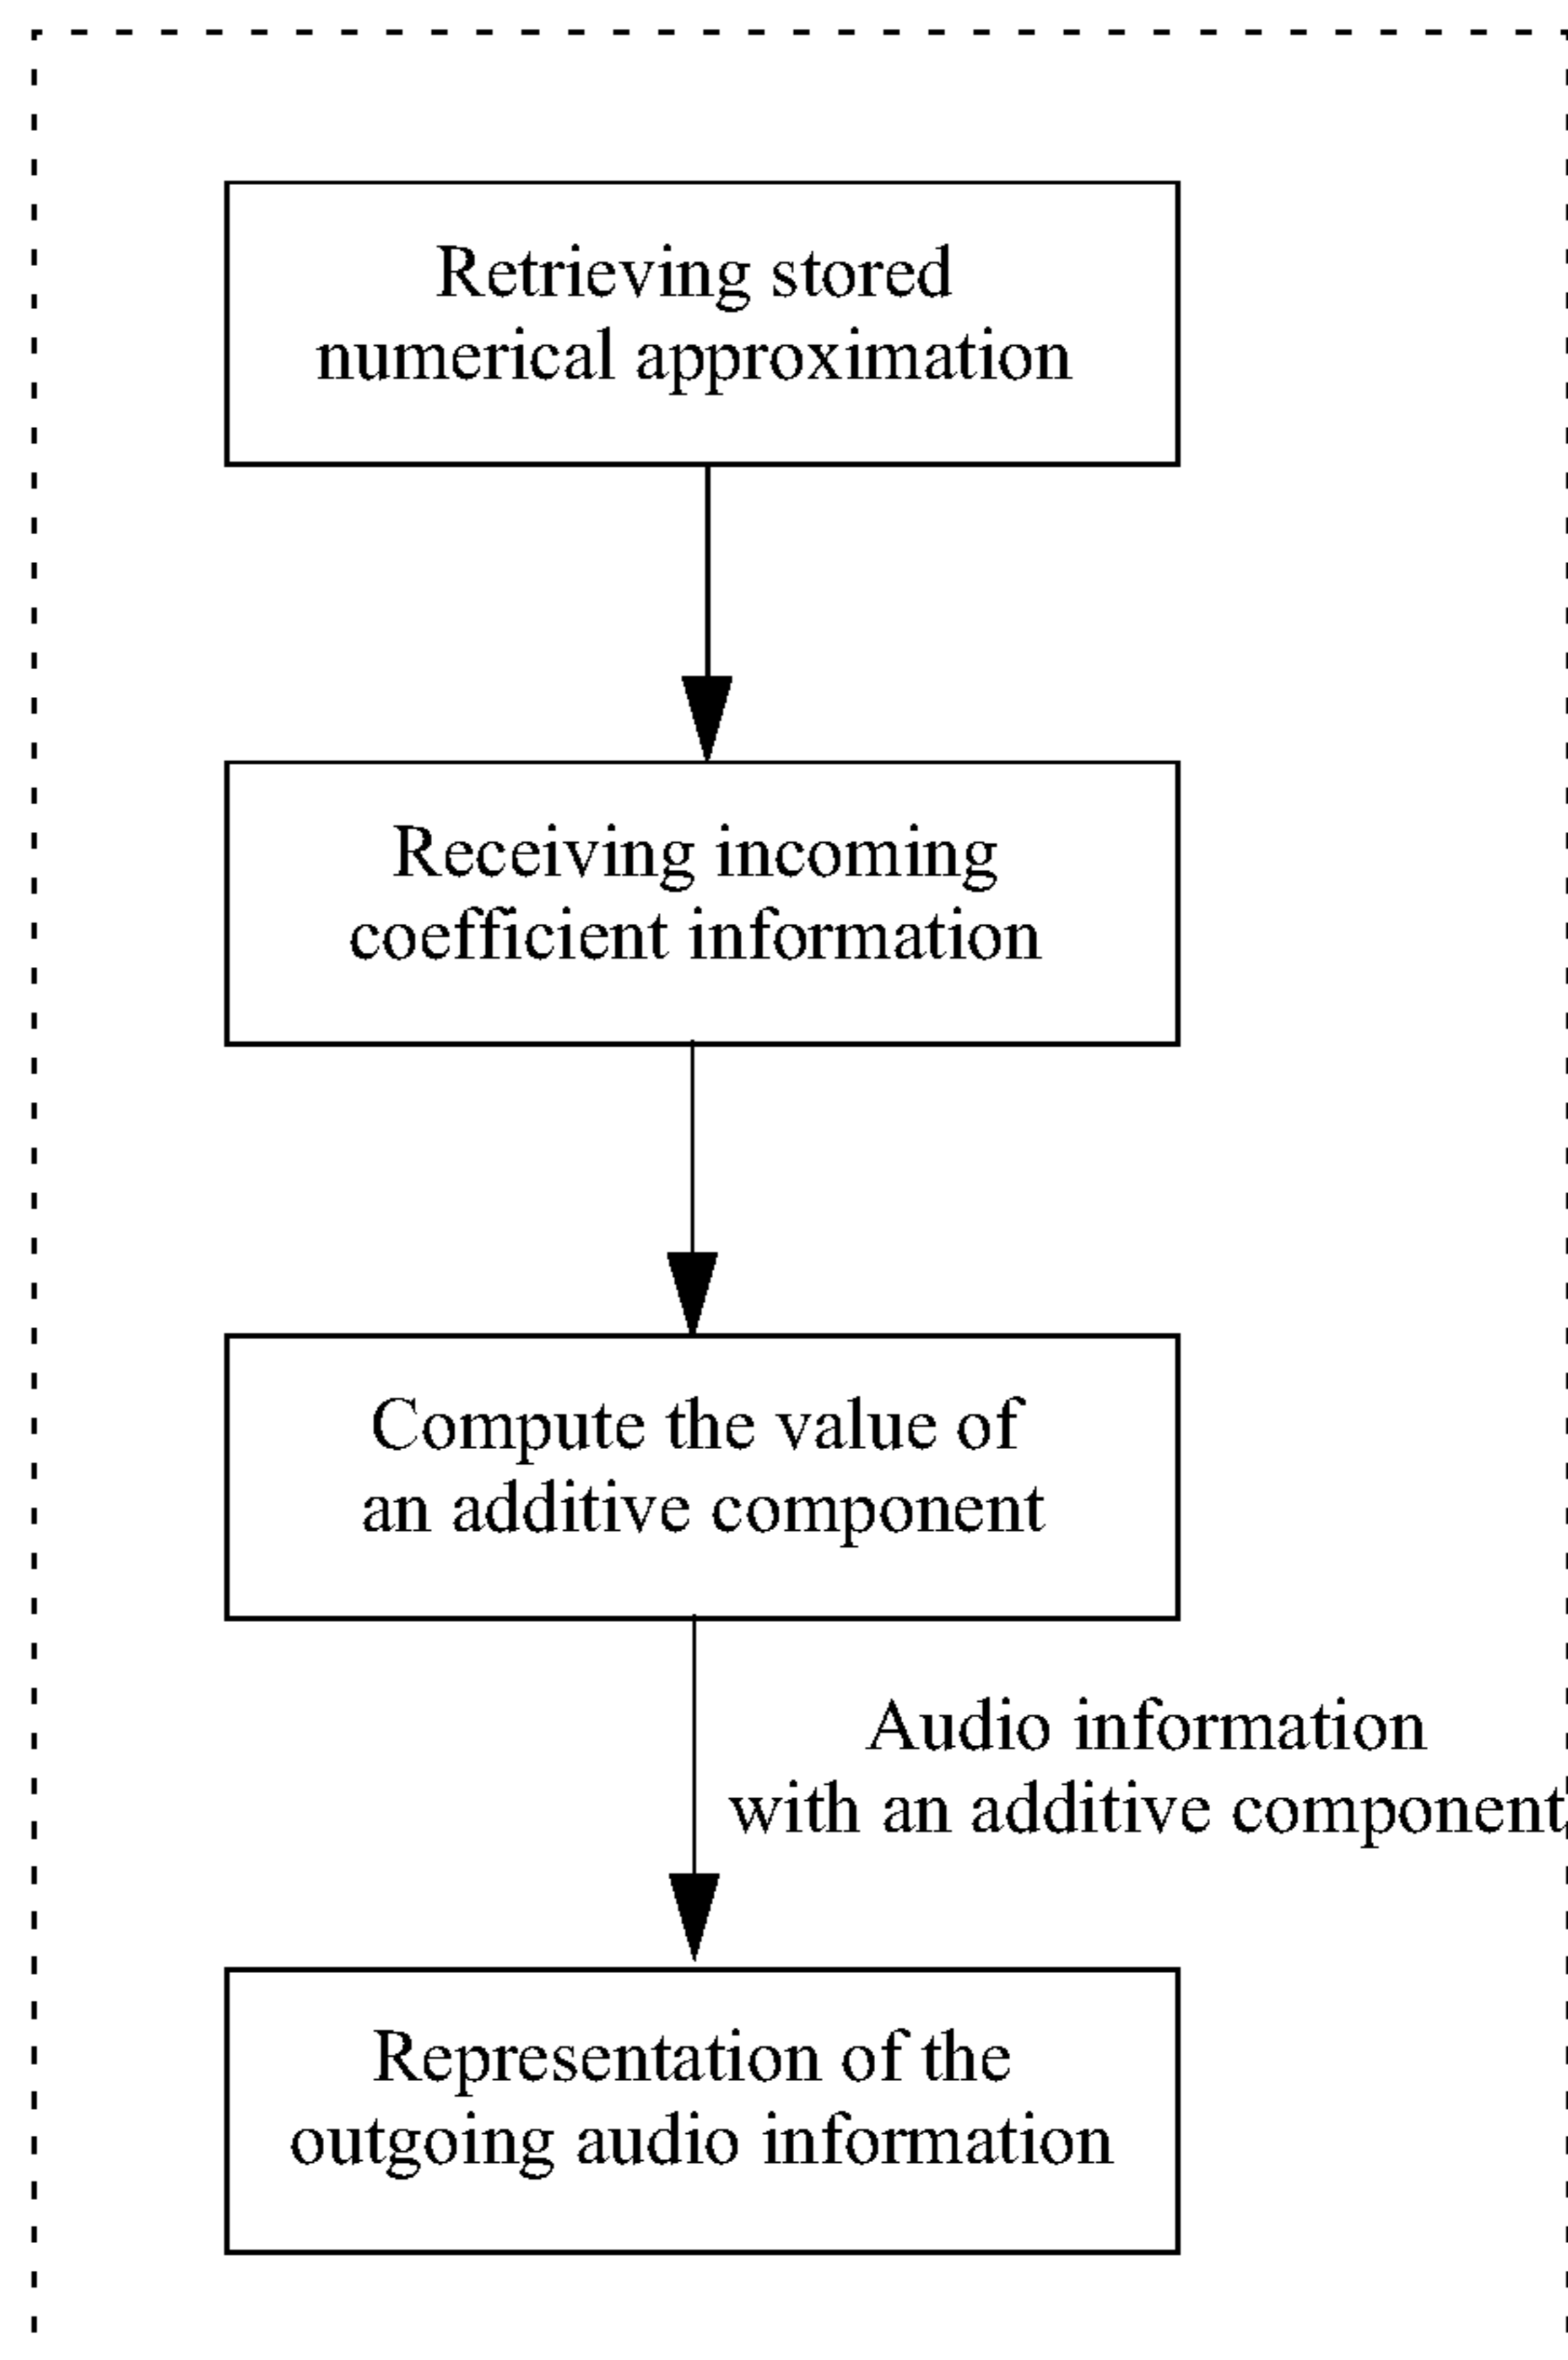 Retrieving stored
numerical approximation
Receiving incoming
coefficient information
Compute the value of
an additive component
Audio information
with an additive component
Representation of the
outgoing audio information